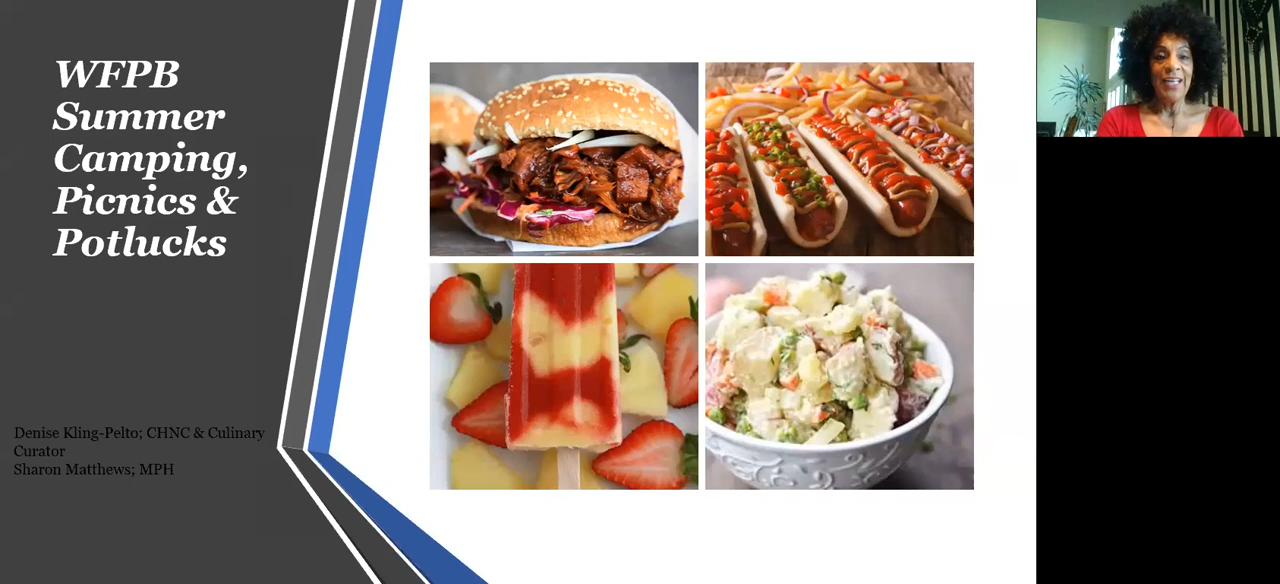 WFPB
Summer
Camping,
Picnics &
Potlucks
Denise Kling-Pelto; CHNC & Culinary
Curator
Sharon Matthews; MPH